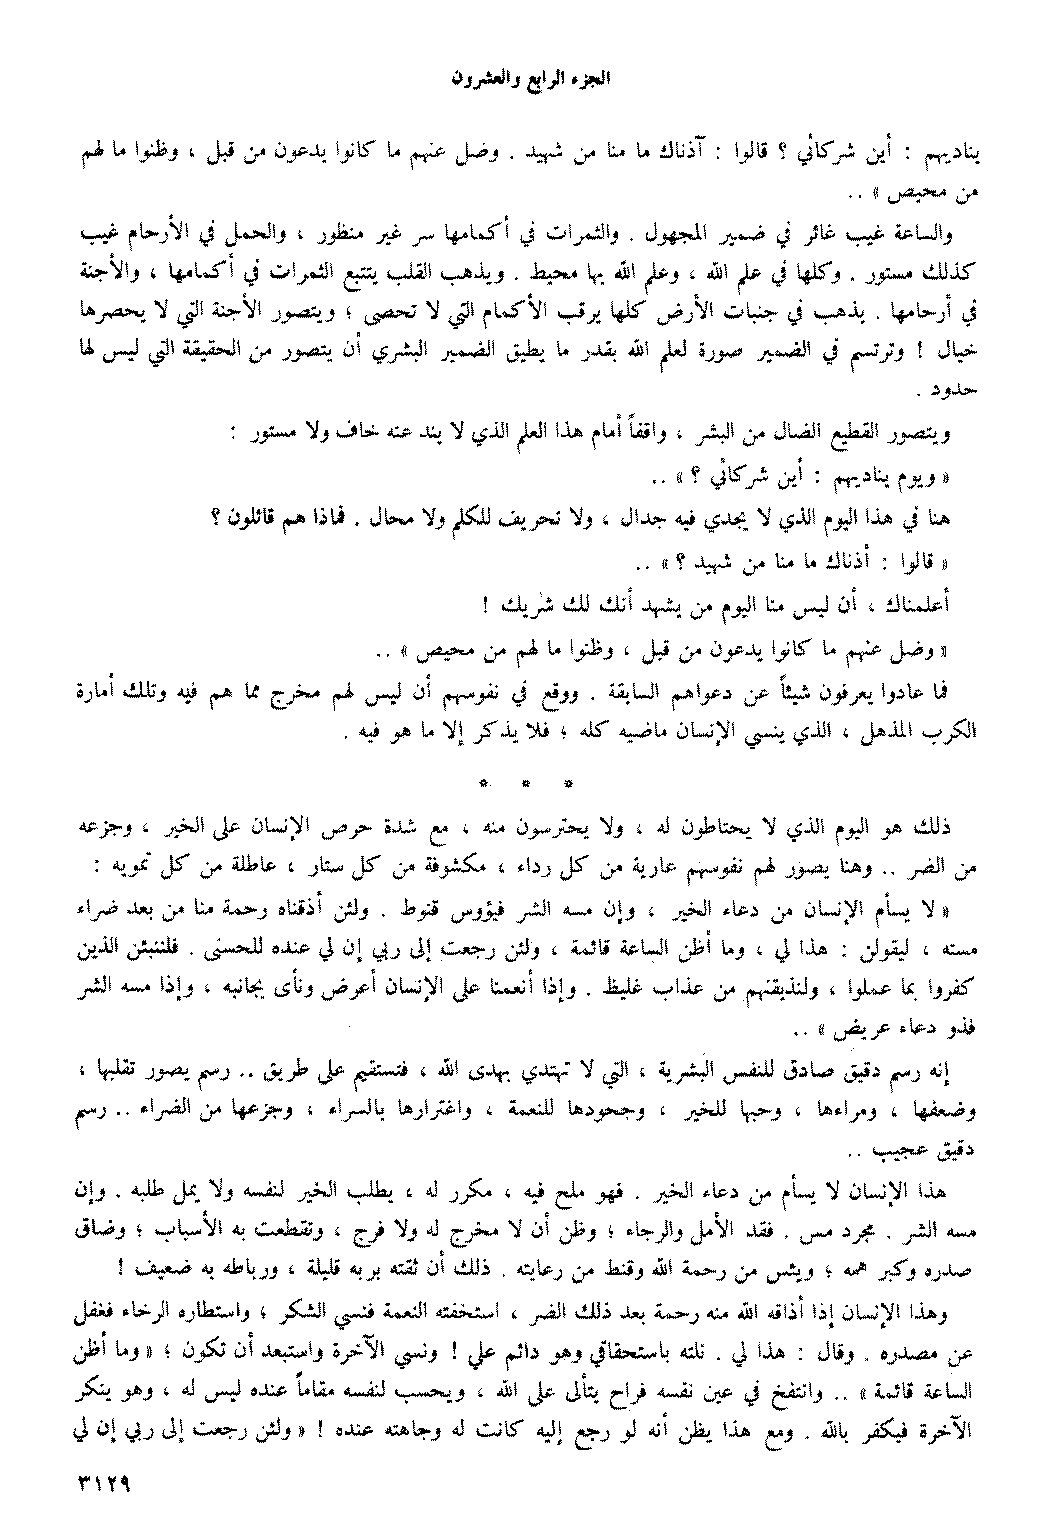 الجزء الرابع والعشرون
يناديهم : أين شركائي ؟ قالوا : آذناك ما منا من شهيد . وضل عنهم ما كانوا يدعون من قبل ، وظنوا ما لهم
من محيص » ..
والساعة غيب غائر في ضمير المجهول . والثمرات في أكمامها سر غير منظور ، والحمل في الأرحام غيب
كذلك مستور . وكلها في علم الله ، وعلم الله بها محيط . ويذهب القلب يتتبع الثمرات في أكمامها ، والأجنة
في أرحامها . يذهب في جنبات الأرض كلها يرقب الأكمام التي لا تحصى ؛ ويتصور الأجنة التي لا يحصرها
خيال ! وترتسم في الضمير صورة لعلم الله بقدر ما يطيق الضمير البشري أن يتصور من الحقيقة التي ليس لها
حدود .
ويتصور القطيع الضال من البشر ، واقفاً أمام هذا العلم الذي لا يند عنه خاف ولا مستور :
« ويوم يناديهم : أين شركائي ؟ » ..
هنا في هذا اليوم الذي لا يجدي فيه جدال ، ولا تحريف للكلم ولا محال . فماذا هم قائلون ؟
« قالوا : أذناك ما منا من شهيد ؟ » ..
أعلمناك ، أن ليس منا اليوم من يشهد أنك لك شريك !
« وضل عنهم ما كانوا يدعون من قبل ، وظنوا ما لهم من محيص » ..
فما عادوا يعرفون شيئاً عن دعواهم السابقة . ووقع في نفوسهم أن ليس لهم مخرج مما هم فيه وتلك أمارة
الكرب المذهل ، الذي ينسي الإنسان ماضيه كله ؛ فلا يذكر إلا ما هو فيه .
* * *
ذلك هو اليوم الذي لا يحتاطون له ، ولا يحترسون منه ، مع شدة حرص الإنسان على الخير ، وجزعه
من الضر .. وهنا يصور لهم نفوسهم عارية من كل رداء ، مكشوفة من كل ستار ، عاطلة من كل تمويه :
« لا يسأم الإنسان من دعاء الخير ، وإن مسه الشر فيؤوس قنوط . ولئن أذقناه رحمة منا من بعد ضراء
مسته ، ليقولن : هذا لي ، وما أظن الساعة قائمة ، ولئن رجعت إلى ربي إن لي عنده للحسنى . فلننبئن الذين
كفروا بما عملوا ، ولنذيقنهم من عذاب غليظ . وإذا أنعمنا على الإنسان أعرض ونأى بجانبه ، وإذا مسه الشر
فذو دعاء عريض » ..
إنه رسم دقيق صادق للنفس البشرية ، التي لا تهتدي بهدى الله ، فتستقيم على طريق .. رسم يصور تقلبها ،
وضعفها ، ومراءها ، وحبها للخير ، وجحودها للنعمة ، واغترارها بالسراء ، وجزعها من الضراء .. رسم
دقيق عجيب ..
هذا الإنسان لا يسأم من دعاء الخير . فهو ملح فيه ، مكرر له ، يطلب الخير لنفسه ولا يمل طلبه . وإن
مسه الشر . مجرد مس . فقد الأمل والرجاء ؛ وظن أن لا مخرج له ولا فرج ، وتقطعت به الأسباب ؛ وضاق
صدره وكبر همه ؛ ويئس من رحمة الله وقنط من رعايته . ذلك أن ثقته بربه قليلة ، ورباطه به ضعيف !
وهذا الإنسان إذا أذاقه الله منه رحمة بعد ذلك الضر ، استخفته النعمة فنسي الشكر ؛ واستطاره الرخاء فغفل
عن مصدره . وقال : هذا لي . نلته باستحقاقي وهو دائم علي ! ونسي الآخرة واستبعد أن تكون ؛ « وما أظن
الساعة قائمة » .. وانتفخ في عين نفسه فراح يتألى على الله ، ويحسب لنفسه مقاماً عنده ليس له ، وهو ينكر
الآخرة فيكفر بالله . ومع هذا يظن أنه لو رجع إليه كانت له وجاهته عنده ! « ولئن رجعت إلى ربي إن لي
٣١٢٩